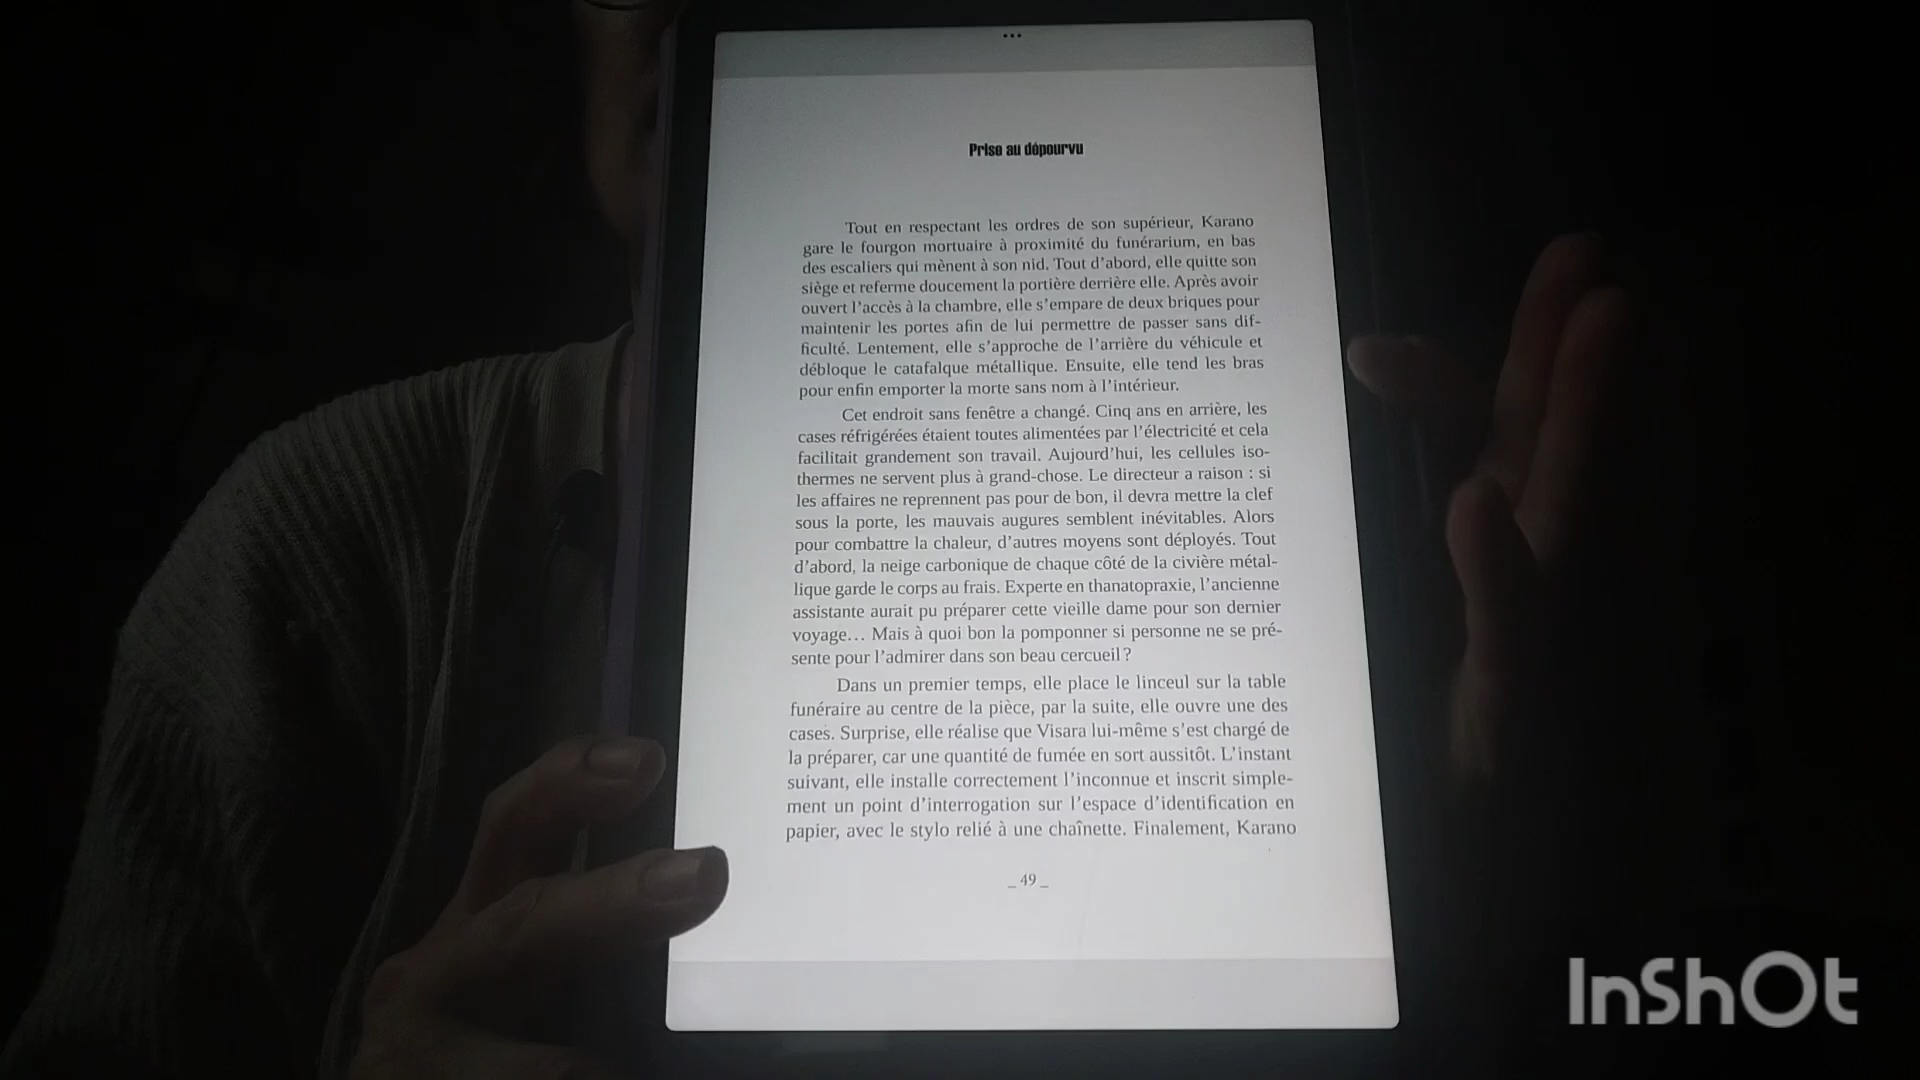 Prise au dépourvu
Tout en respectant les ordres de son supérieur, Karano
gare le fourgon mortuaire à proximité du funérarium, en bas
des escaliers qui mènent à son nid. Tout d'abord, elle quitte son
siège et referme doucement la portière derrière elle. Après avoir
ouvert l'accès à la chambre, elle s'empare de deux briques pour
maintenir les portes afin de lui permettre de passer sans dif-
ficulté. Lentement, elle s'approche de l'arrière du véhicule et
débloque le catafalque métallique. Ensuite, elle tend les bras
pour enfin emporter la morte sans nom à l'intérieur.
Cet endroit sans fenêtre a changé. Cinq ans en arrière, les
cases réfrigérées étaient toutes alimentées par l'électricité et cela
facilitait grandement son travail. Aujourd'hui, les cellules iso-
thermes ne servent plus à grand-chose. Le directeur a raison : si
les affaires ne reprennent pas pour de bon, il devra mettre la clef
sous la porte, les mauvais augures semblent inévitables. Alors
pour combattre la chaleur, d'autres moyens sont déployés. Tout
d'abord, la neige carbonique de chaque côté de la civière métal-
lique garde le corps au frais. Experte en thanatopraxie, l'ancienne
assistante aurait pu préparer cette vieille dame pour son dernier
voyage… Mais à quoi bon la pomponner si personne ne se pré-
sente pour l'admirer dans son beau cercueil ?
Dans un premier temps, elle place le linceul sur la table
funéraire au centre de la pièce, par la suite, elle ouvre une des
cases. Surprise, elle réalise que Visara lui-même s'est chargé de
la préparer, car une quantité de fumée en sort aussitôt. L'instant
suivant, elle installe correctement l'inconnue et inscrit simple-
ment un point d'interrogation sur l'espace d'identification en
papier, avec le stylo relié à une chaînette. Finalement, Karano
_ 49 _
InShOt